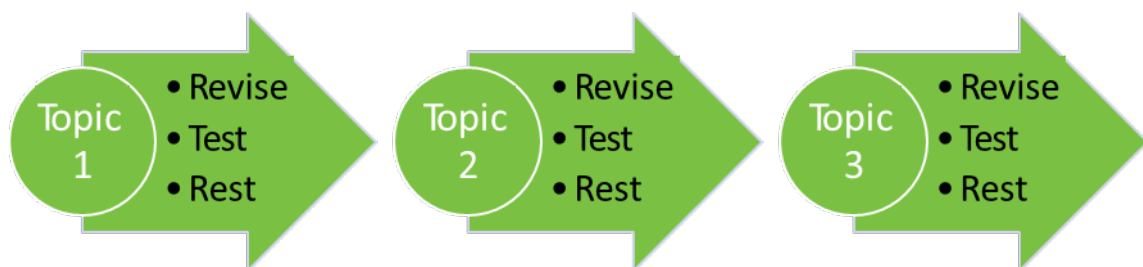 Topic
1
• Revise
• Test
• Rest
Topic
2
• Revise
• Test
• Rest
Topic
3
• Revise
• Test
• Rest